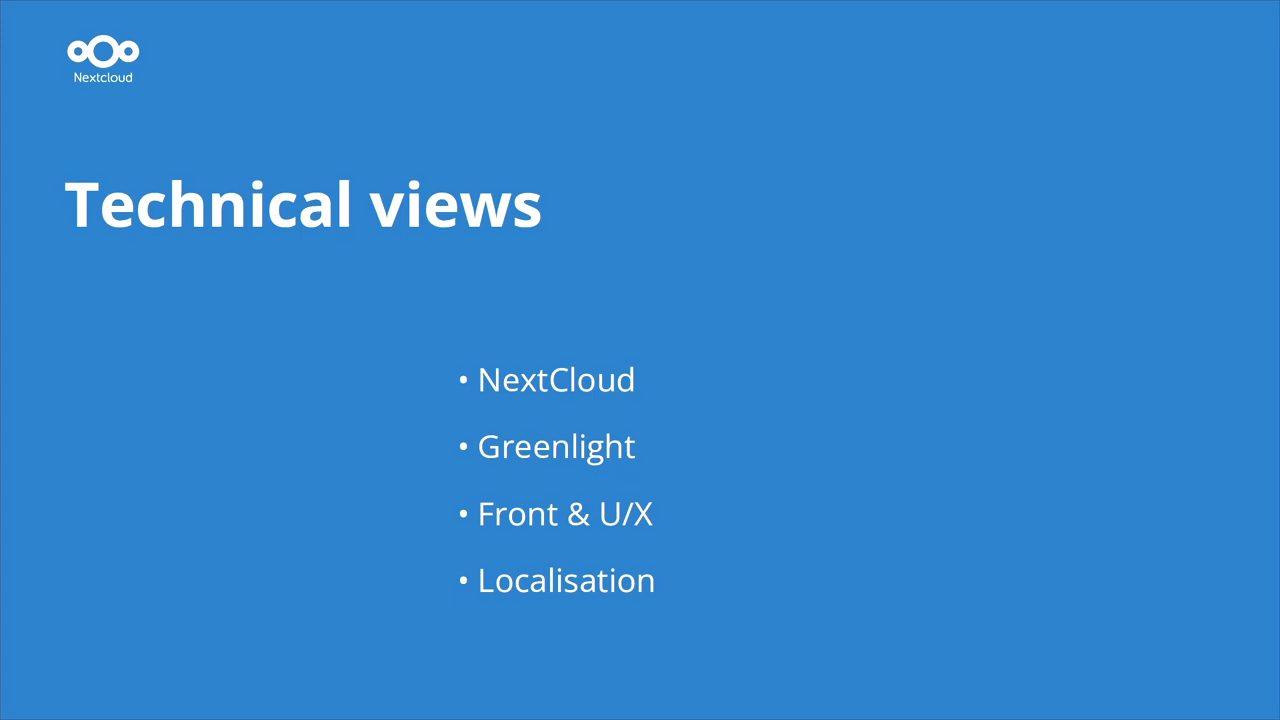 Nextcloud
Technical views
• NextCloud
• Greenlight
• Front & U/X
• Localisation